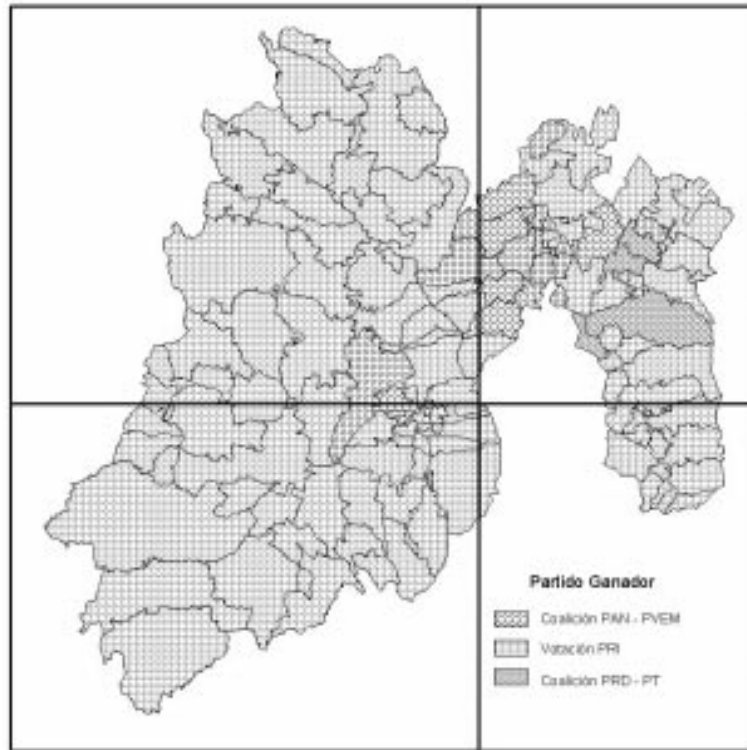 Partido Ganador
Coalición PAN - PVEM
Votación PRI
Coalición PRD - PT